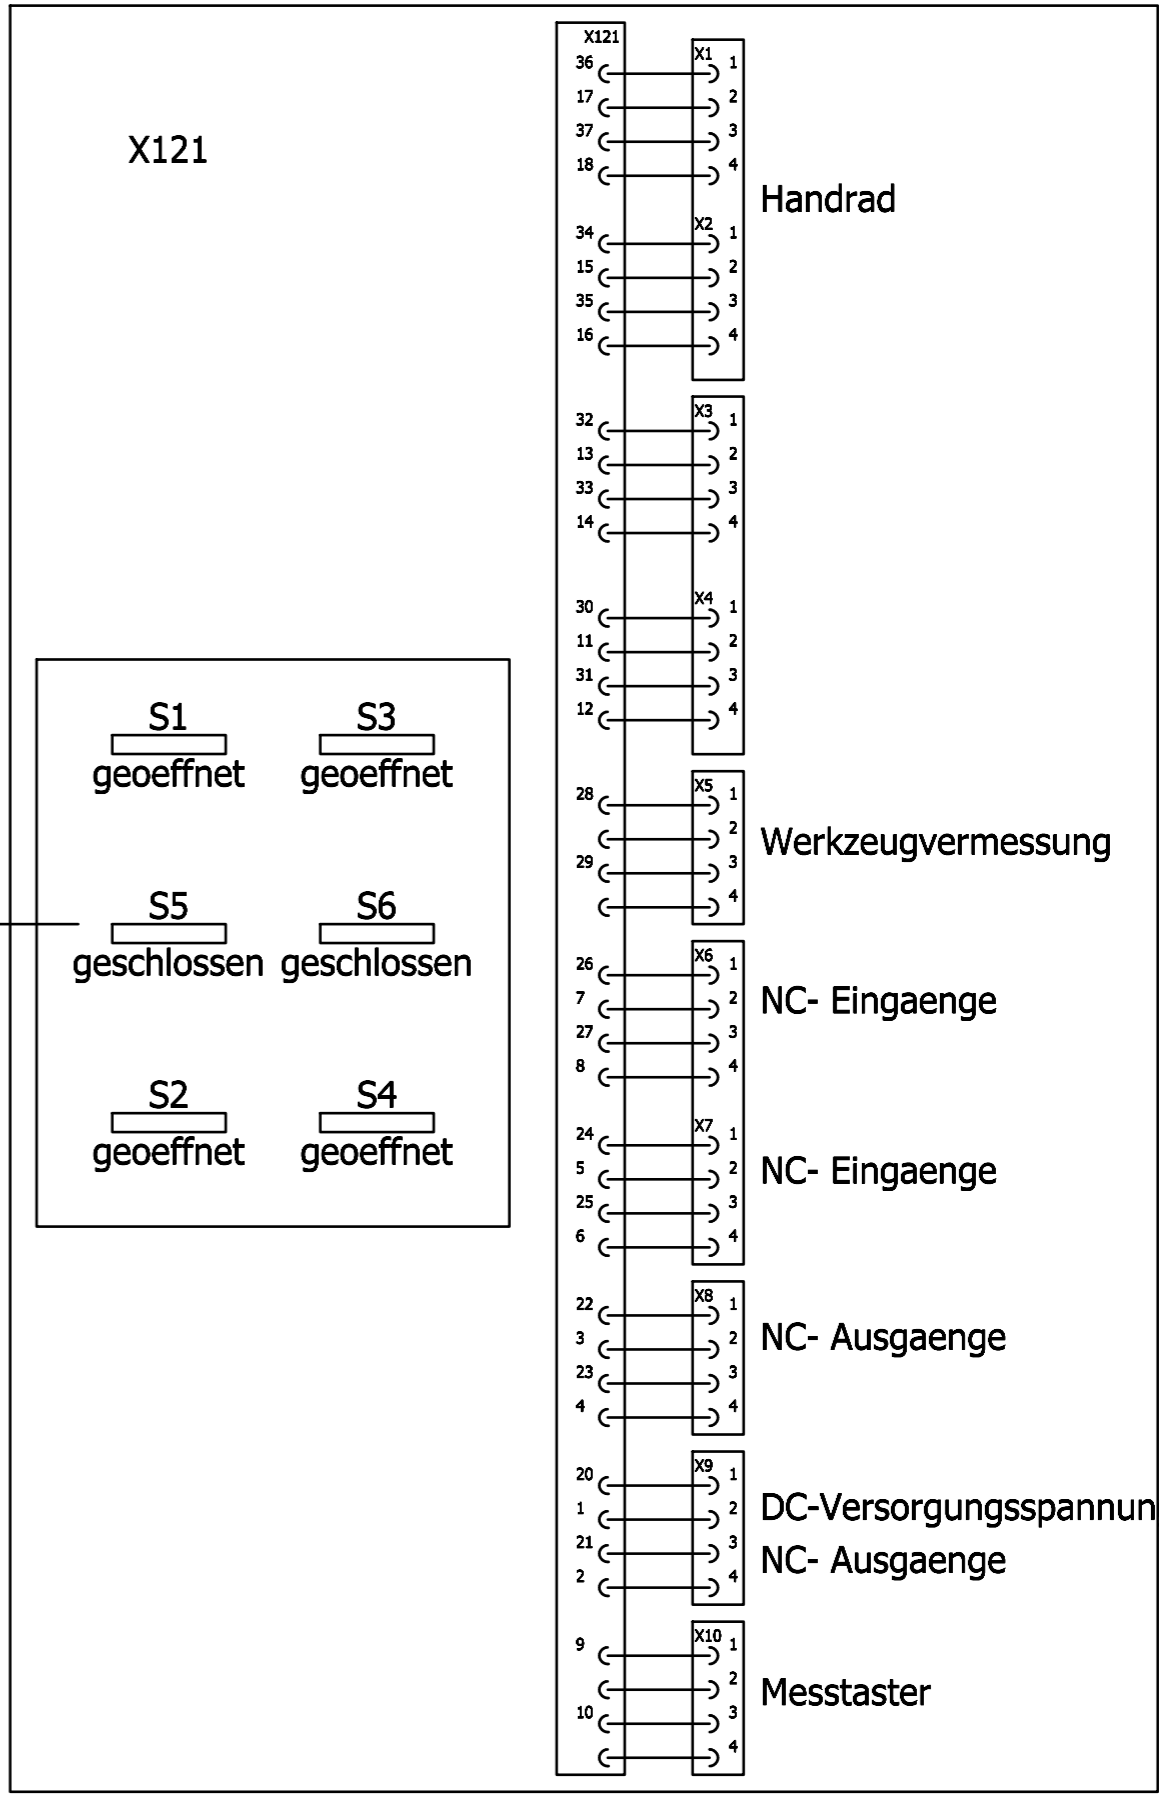 X121
X121
X1
36 1
17 2
37 3
18 4
Handrad
X2
34 1
15 2
35 3
16 4
X3
32 1
13 2
33 3
14 4
X4
30 1
11 2
31 3
12 4
S1 S3
geoeffnet geoeffnet
S5 S6
geschlossen geschlossen
S2 S4
geoeffnet geoeffnet
X5
28 1
2
Werkzeugvermessung
29 3
4
X6
26 1
7 2
NC- Eingaenge
27 3
8 4
X7
24 1
5 2
NC- Eingaenge
25 3
6 4
X8
22 1
3 2
NC- Ausgaenge
23 3
4 4
X9
20 1
1 2
DC-Versorgungsspannun
21 3
NC- Ausgaenge
2 4
X10
9 1
2
Messtaster
10 3
4